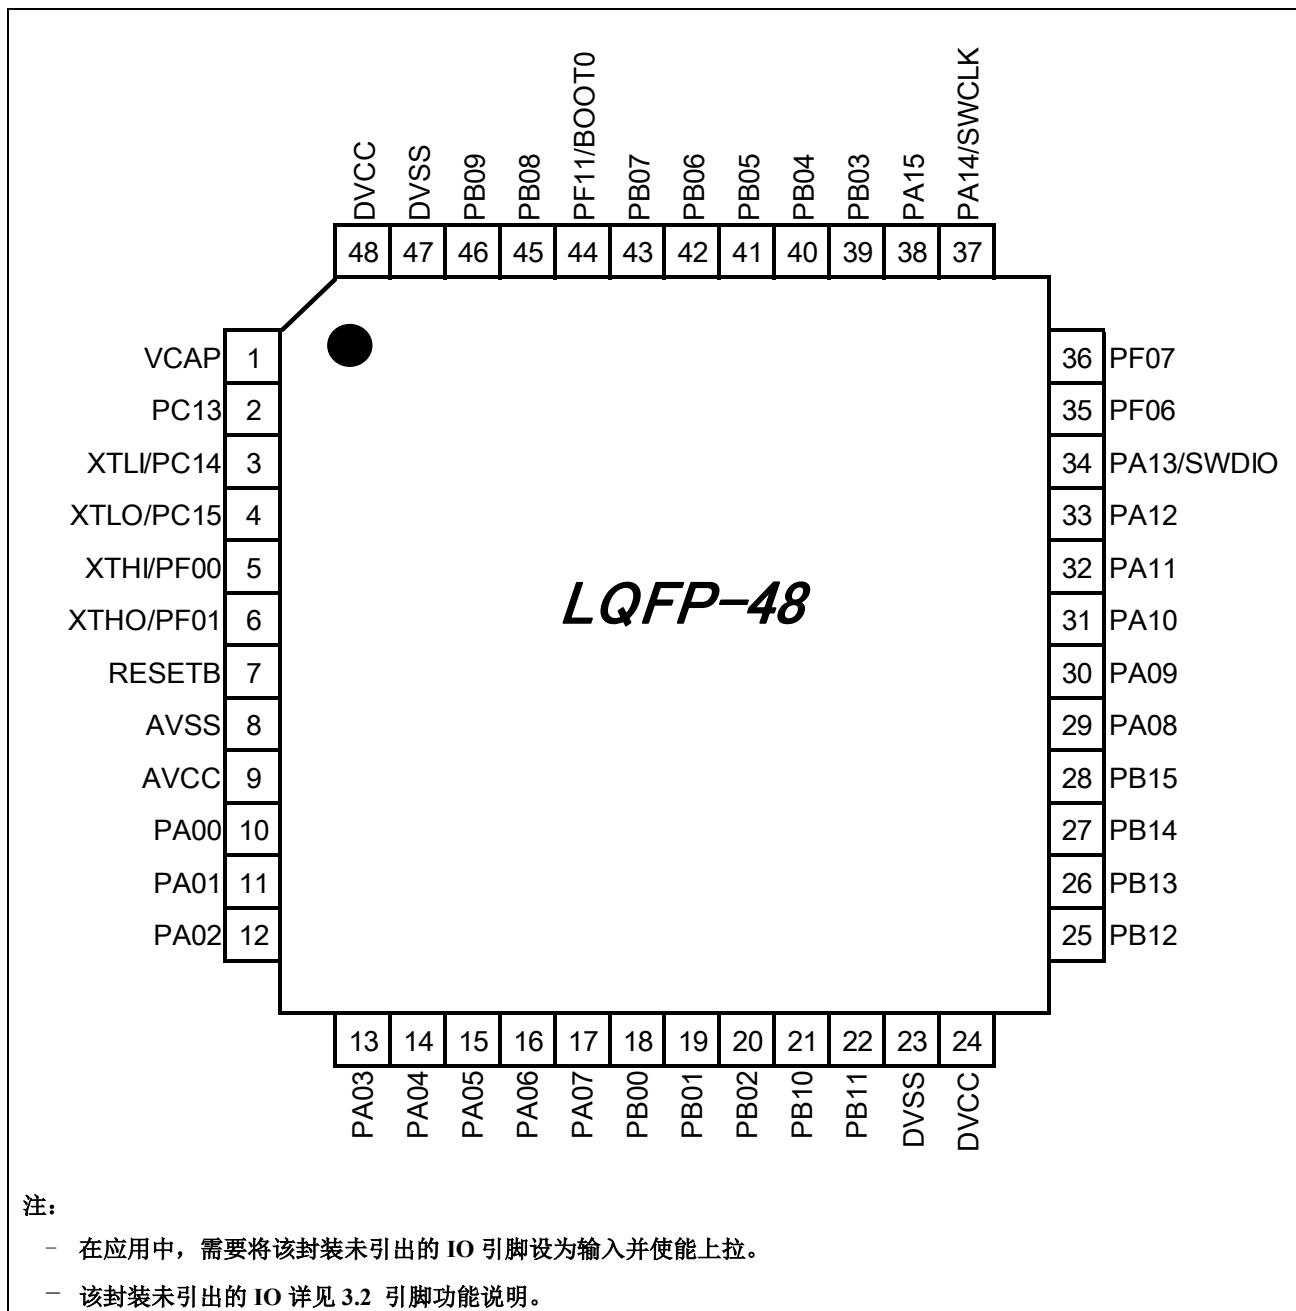 DVCC
DVSS
PB09
PB08
PF11/BOOT0
PB07
PB06
PB05
PB04
PB03
PA15
PA14/SWCLK
48 47 46 45 44 43 42 41 40 39 38 37
VCAP 1
PC13 2
XTLI/PC14 3
XTLO/PC15 4
XTHI/PF00 5
XTHO/PF01 6
RESETB 7
AVSS 8
AVCC 9
PA00 10
PA01 11
PA02 12
LQFP-48
36 PF07
35 PF06
34 PA13/SWDIO
33 PA12
32 PA11
31 PA10
30 PA09
29 PA08
28 PB15
27 PB14
26 PB13
25 PB12
13 14 15 16 17 18 19 20 21 22 23 24
PA03
PA04
PA05
PA06
PA07
PB00
PB01
PB02
PB10
PB11
DVSS
DVCC
注：
– 在应用中，需要将该封装未引出的 IO 引脚设为输入并使能上拉。
– 该封装未引出的 IO 详见 3.2 引脚功能说明。